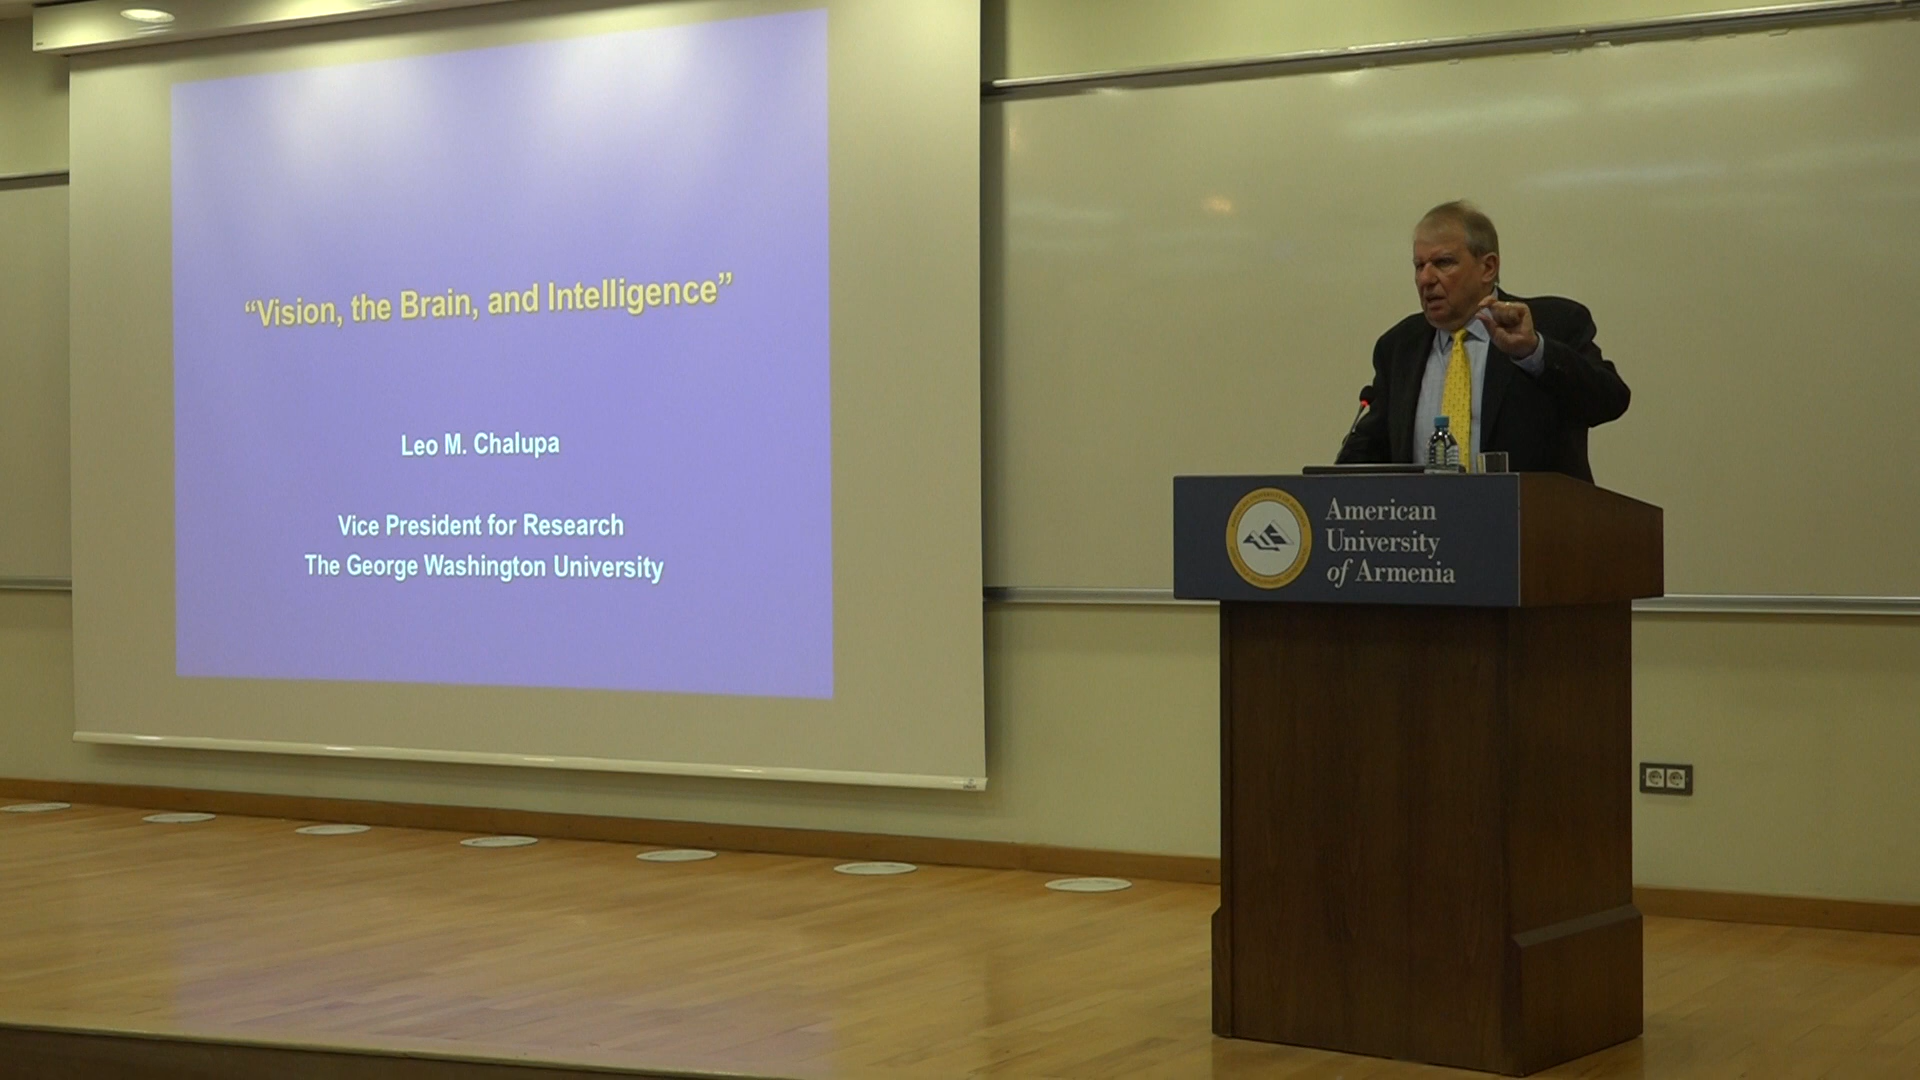 “Vision, the Brain, and Intelligence”
Leo M. Chalupa
Vice President for Research
The George Washington University
American
University
of Armenia